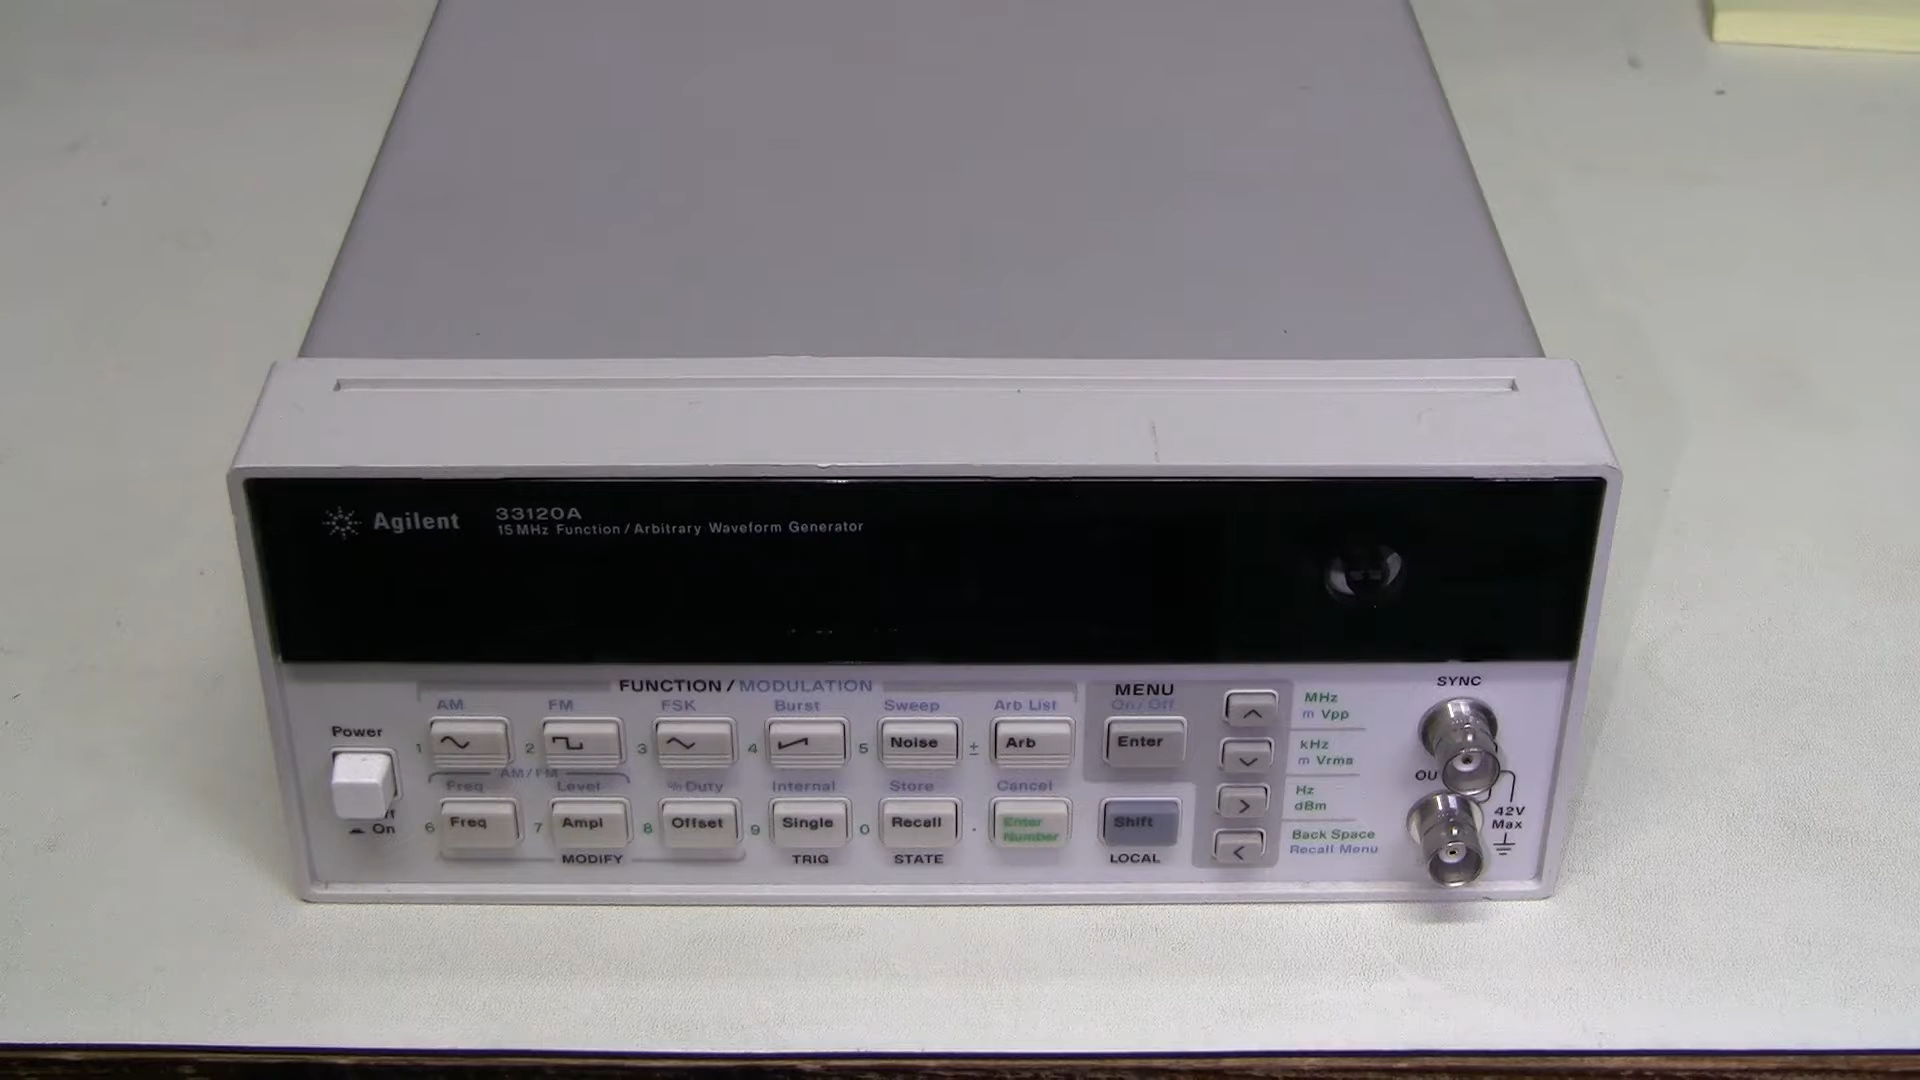 Agilent
33120A
15 MHz Function / Arbitrary Waveform Generator
FUNCTION / MODULATION
AM FM FSK Burst Sweep Arb List
1 2 3 4 5 Noise ± Arb
MENU
On/Off
Enter
Power
On
AM/FM
Freq Level % Duty Internal Store Cancel
6 Freq 7 Ampl 8 Offset 9 Single 0 Recall . Enter Number
Shift
MODIFY TRIG STATE LOCAL
MHz
m Vpp
kHz
m Vrms
Hz
dBm
Back Space
Recall Menu
SYNC
42V
Max